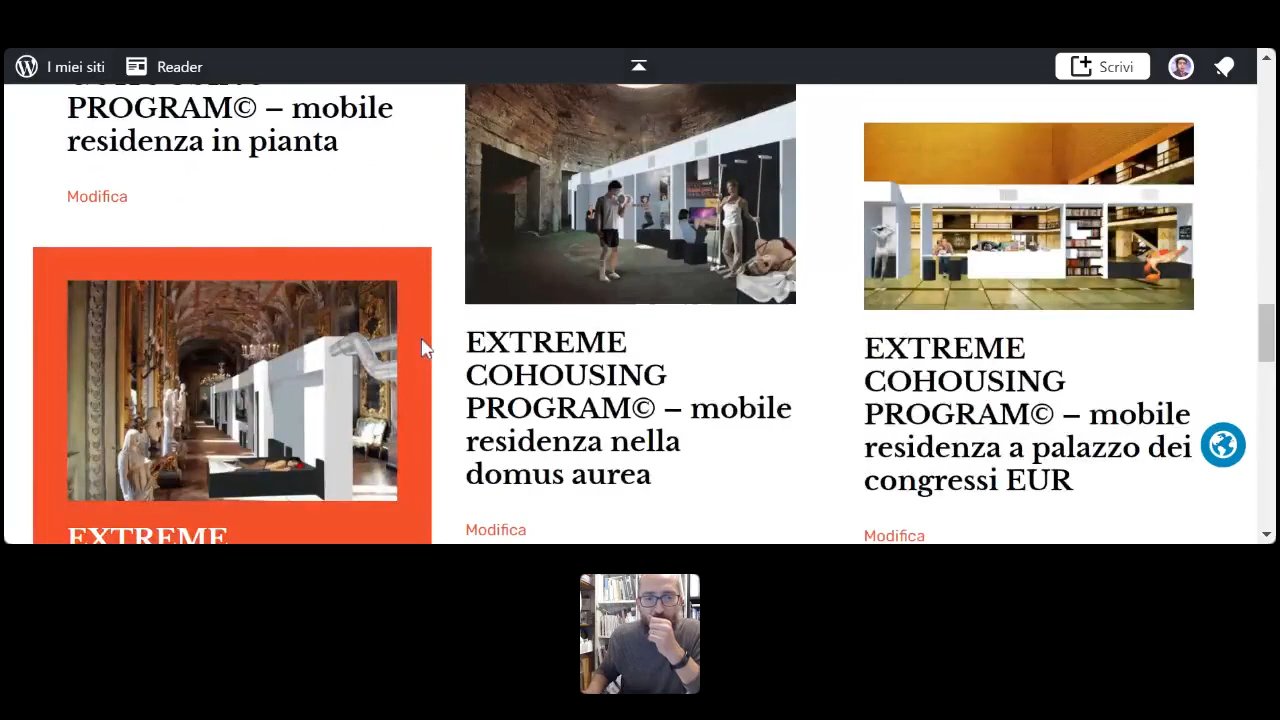 I miei siti
Reader
Scrivi
COHOUSING
PROGRAM© – mobile
residenza in pianta
Modifica
EXTREME
EXTREME
COHOUSING
PROGRAM© – mobile
residenza nella
domus aurea
Modifica
EXTREME
COHOUSING
PROGRAM© – mobile
residenza a palazzo dei
congressi EUR
Modifica